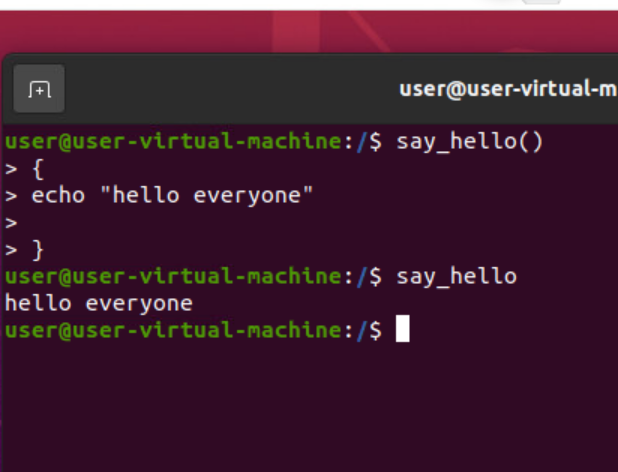 user@user-virtual-m
user@user-virtual-machine:/$ say_hello()
> {
> echo "hello everyone"
>
> }
user@user-virtual-machine:/$ say_hello
hello everyone
user@user-virtual-machine:/$